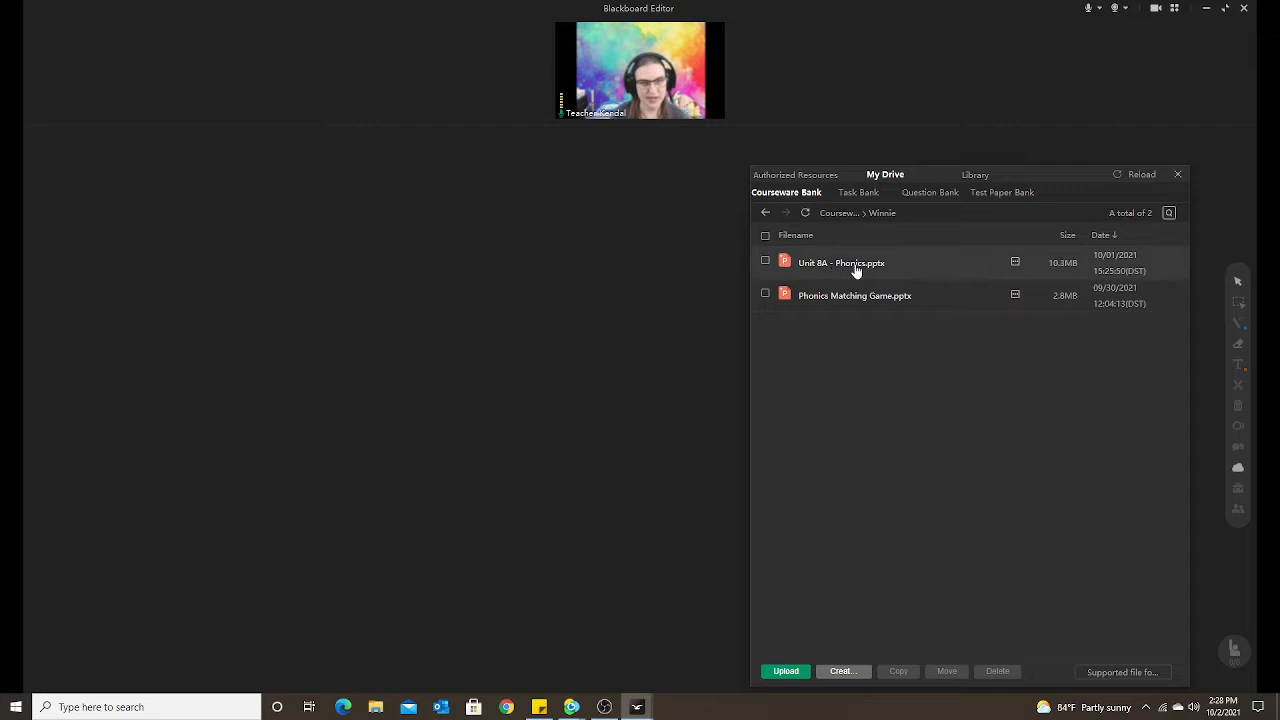 Blackboard Editor
Teacher Kendal
Authorized Resources My Drive Library Reload
Courseware Bank Task Bank Question Bank Test Paper Bank
Coursew... > Winnie A total of 2
Filename Size Date
Unit 8A - Phonics.pptx 10.3MB 10/01/2021
15:25:50(DST)
Phonics Matching Game.pptx 2.8MB 09/30/2021
12:04:13(DST)
0/0
Upload Creat... Copy Move Delete Supported file fo...
Type here to search 84°F Partly sunny 2:28 PM
10/2/2021